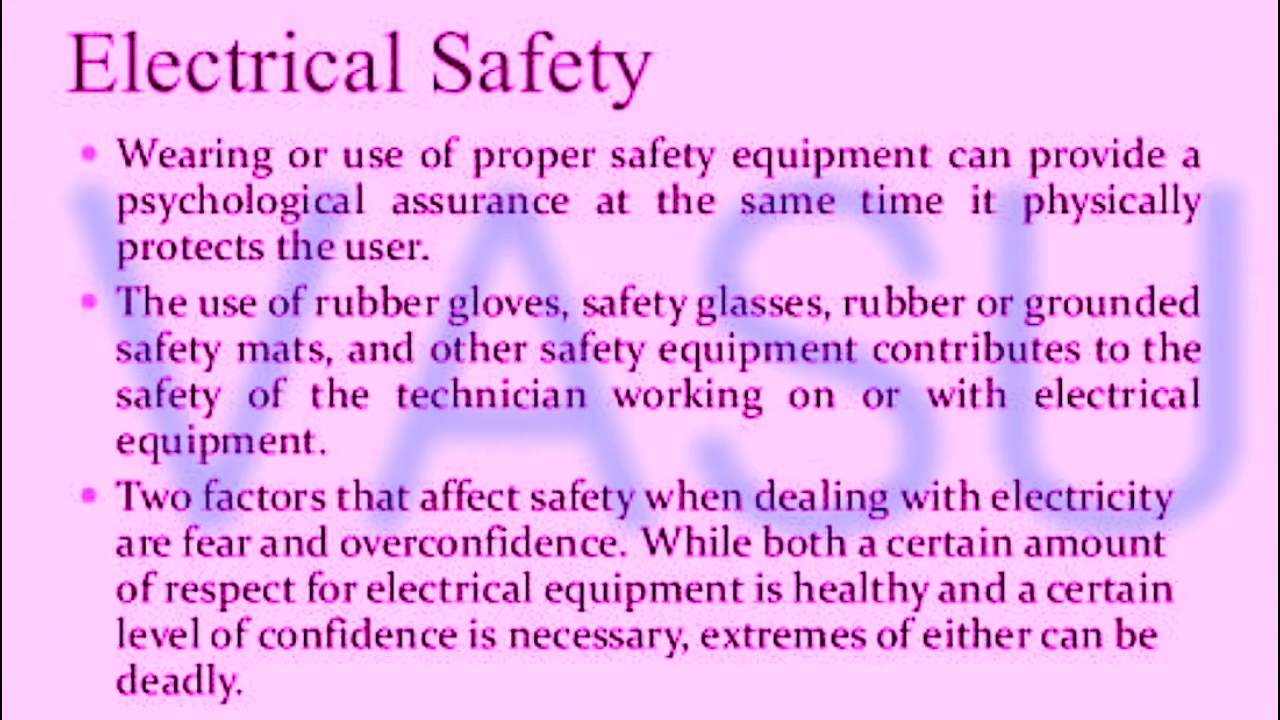 Electrical Safety
• Wearing or use of proper safety equipment can provide a
psychological assurance at the same time it physically
protects the user.
• The use of rubber gloves, safety glasses, rubber or grounded
safety mats, and other safety equipment contributes to the
safety of the technician working on or with electrical
equipment.
• Two factors that affect safety when dealing with electricity
are fear and overconfidence. While both a certain amount
of respect for electrical equipment is healthy and a certain
level of confidence is necessary, extremes of either can be
deadly.
VASU